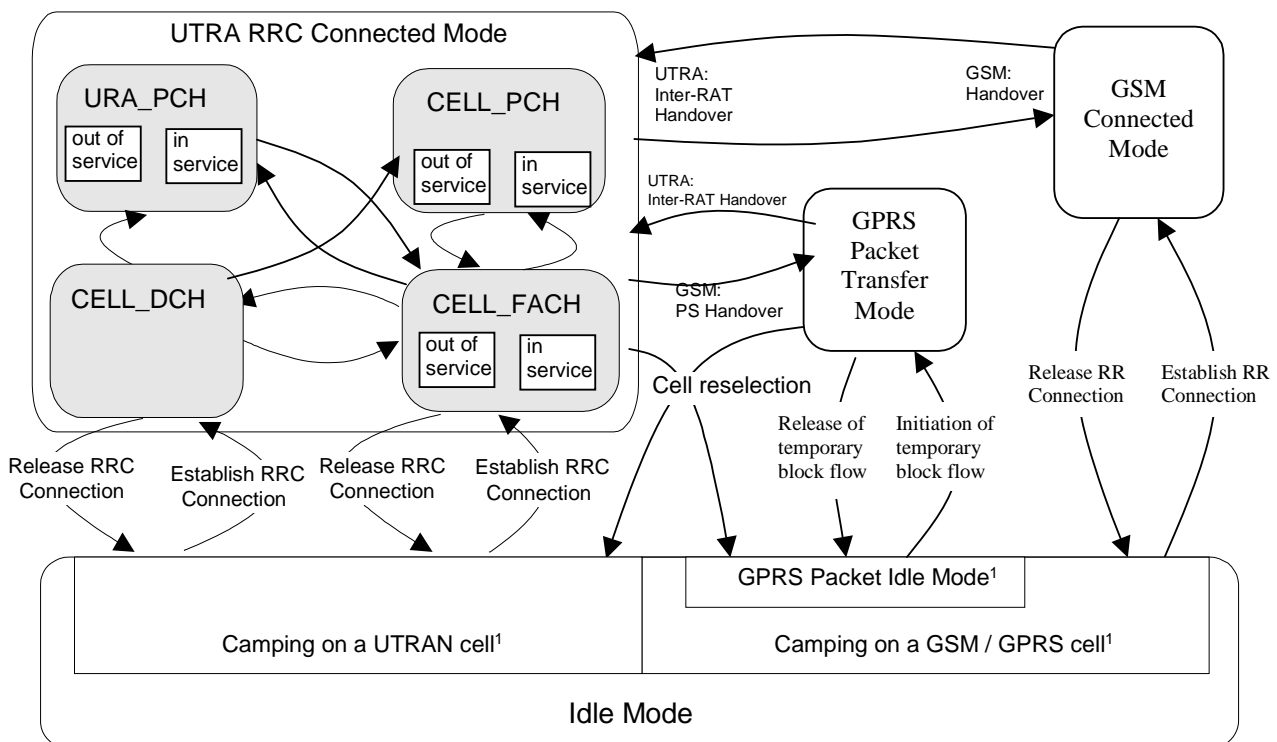 UTRA RRC Connected Mode
URA_PCH
out of
service
in
service
CELL_PCH
out of
service
in
service
CELL_DCH
CELL_FACH
out of
service
in
service
UTRA:
Inter-RAT
Handover
GSM:
Handover
GSM
Connected
Mode
UTRA:
Inter-RAT Handover
GPRS
Packet
Transfer
Mode
GSM:
PS Handover
Cell reselection
Release RRC
Connection
Establish RRC
Connection
Release RRC
Connection
Establish RRC
Connection
Release of
temporary
block flow
Initiation of
temporary
block flow
Release RR
Connection
Establish RR
Connection
GPRS Packet Idle Mode¹
Camping on a UTRAN cell¹
Camping on a GSM / GPRS cell¹
Idle Mode